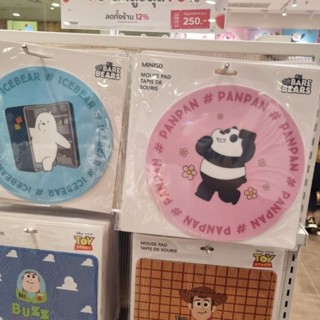 ลดทั้งร้าน 12%
250.-
WE BARE BEARS
# ICEBEAR # ICEBEAR # ICEBEAR # ICEBEAR
MINISO
MOUSE PAD
TAPIS DE
SOURIS
WE BARE BEARS
# PANPAN # PANPAN # PANPAN # PANPAN # PANPAN # PANPAN
TOY
STORY
BUZZ
MOUSE PAD
TAPIS DE SOURIS
TOY
STORY